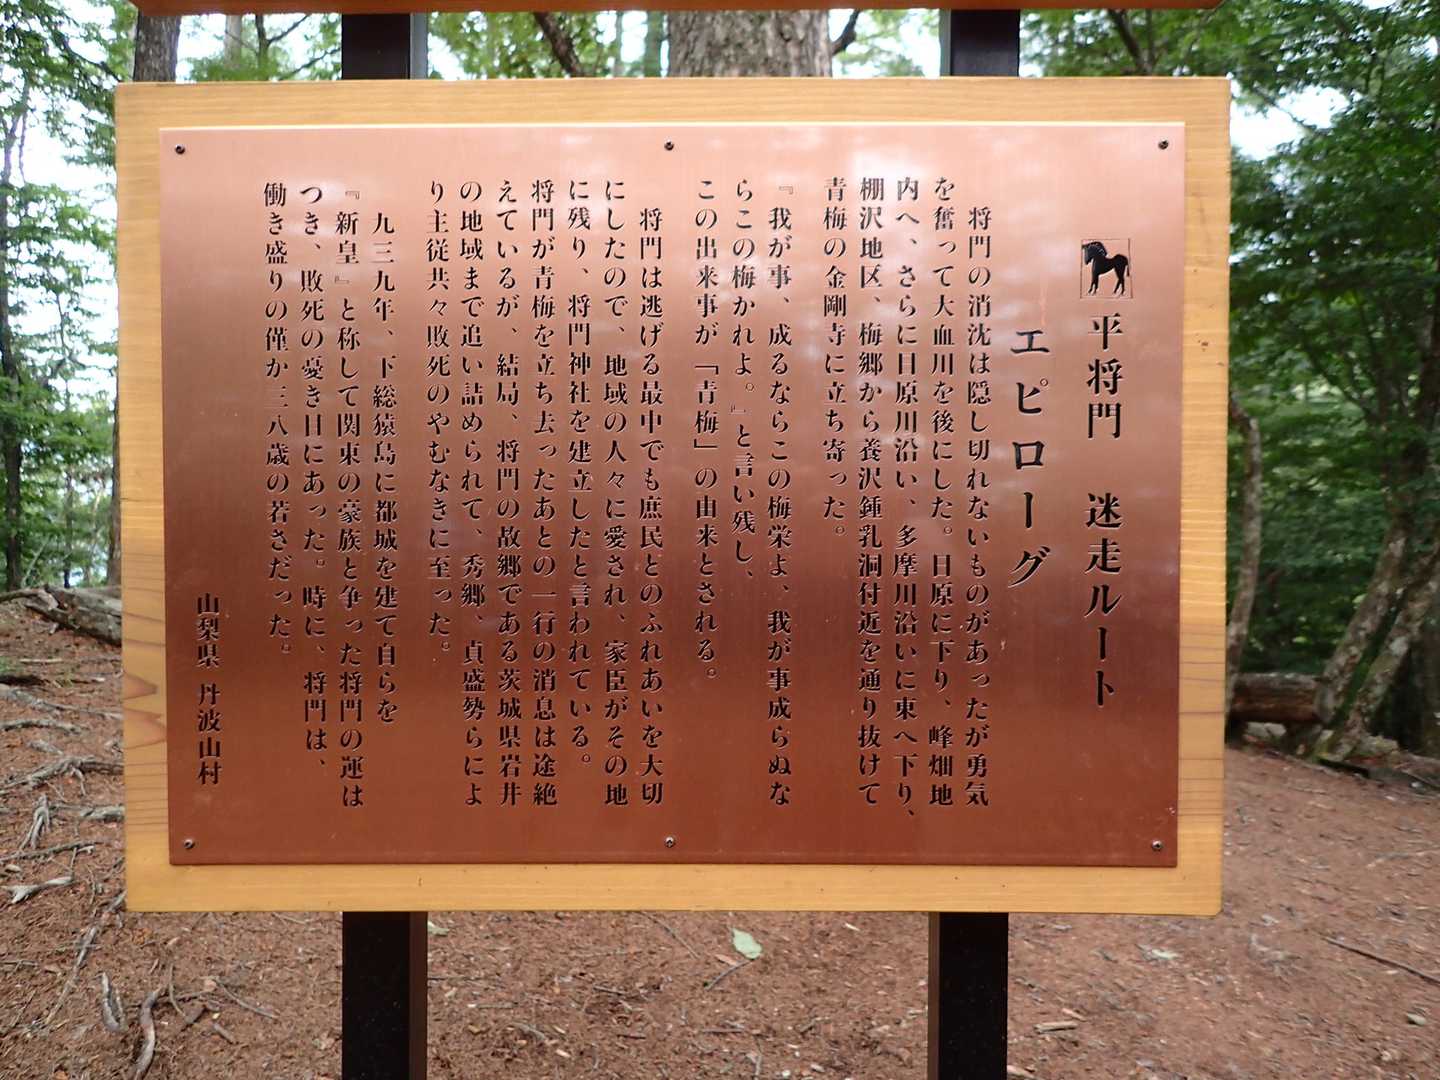 平将門 迷走ルート
エピローグ
将門の消沈は隠し切れないものがあったが勇気
を奮って大血川を後にした。日原に下り、峰畑地
内へ、さらに日原川沿い、多摩川沿いに東へ下り、
棚沢地区、梅郷から養沢鍾乳洞付近を通り抜けて
青梅の金剛寺に立ち寄った。
『我が事、成るならこの梅栄よ、我が事成らぬな
らこの梅かれよ。』と言い残し、
この出来事が「青梅」の由来とされる。
将門は逃げる最中でも庶民とのふれあいを大切
にしたので、地域の人々に愛され、家臣がその地
に残り、将門神社を建立したと言われている。
将門が青梅を立ち去ったあとの一行の消息は途絶
えているが、結局、将門の故郷である茨城県岩井
の地域まで追い詰められて、秀郷、貞盛勢らによ
り主従共々敗死のやむなきに至った。
九三九年、下総猿島に都城を建て自らを
『新皇』と称して関東の豪族と争った将門の運は
つき、敗死の憂き目にあった。時に、将門は、
働き盛りの僅か三八歳の若さだった。
山梨県 丹波山村